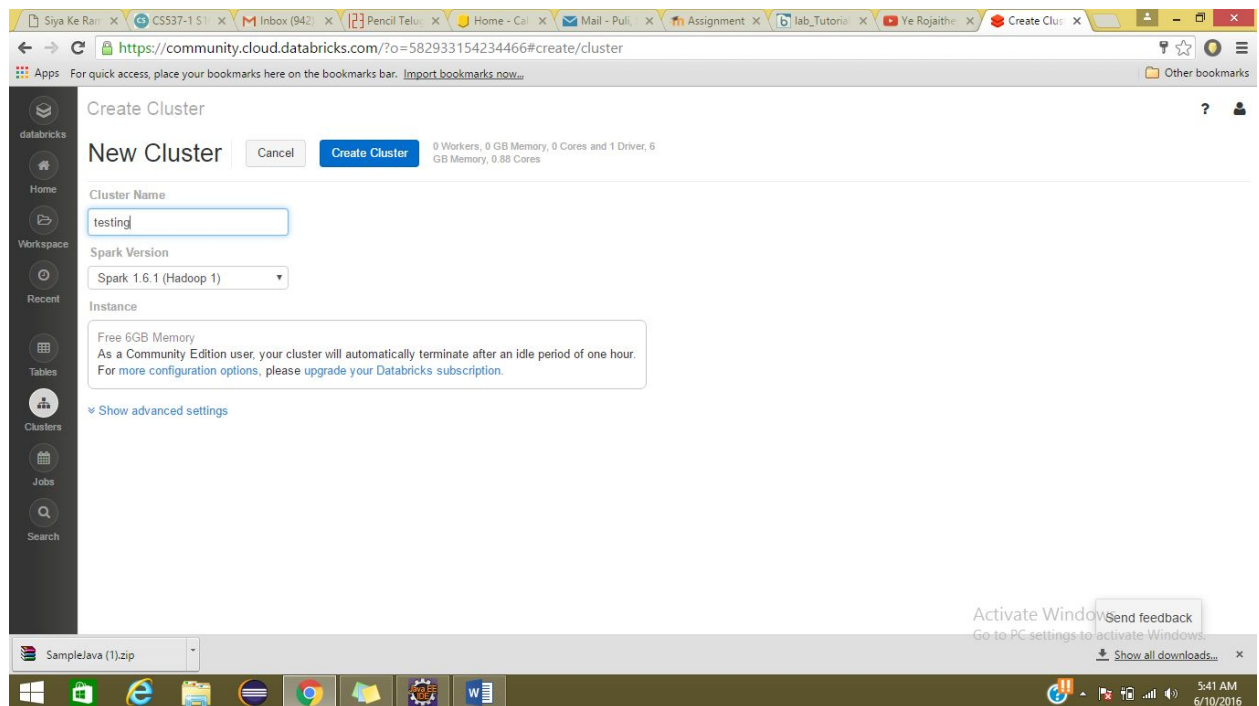 Siya Ke Ram
CS537-1 S1
Inbox (942)
Pencil Telug
Home - Cal
Mail - Puli,
Assignment
lab_Tutorial
Ye Rojaithe
Create Clus
https://community.cloud.databricks.com/?o=582933154234466#create/cluster
Apps
For quick access, place your bookmarks here on the bookmarks bar. Import bookmarks now...
Other bookmarks
databricks
Home
Workspace
Recent
Tables
Clusters
Jobs
Search
Create Cluster
?
New Cluster
Cancel
Create Cluster
0 Workers, 0 GB Memory, 0 Cores and 1 Driver, 6
GB Memory, 0.88 Cores
Cluster Name
testing
Spark Version
Spark 1.6.1 (Hadoop 1)
Instance
Free 6GB Memory
As a Community Edition user, your cluster will automatically terminate after an idle period of one hour.
For more configuration options, please upgrade your Databricks subscription.
Show advanced settings
Activate Windows
Go to PC settings to activate Windows.
Send feedback
SampleJava (1).zip
Show all downloads...
5:41 AM
6/10/2016